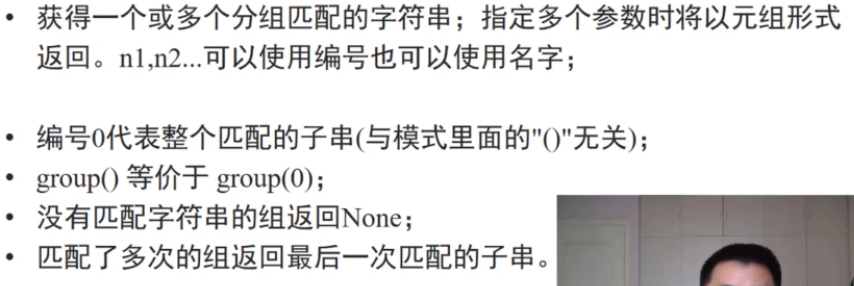 • 获得一个或多个分组匹配的字符串；指定多个参数时将以元组形式
返回。n1,n2...可以使用编号也可以使用名字；
• 编号0代表整个匹配的子串(与模式里面的"()"无关)；
• group() 等价于 group(0)；
• 没有匹配字符串的组返回None；
• 匹配了多次的组返回最后一次匹配的子串。